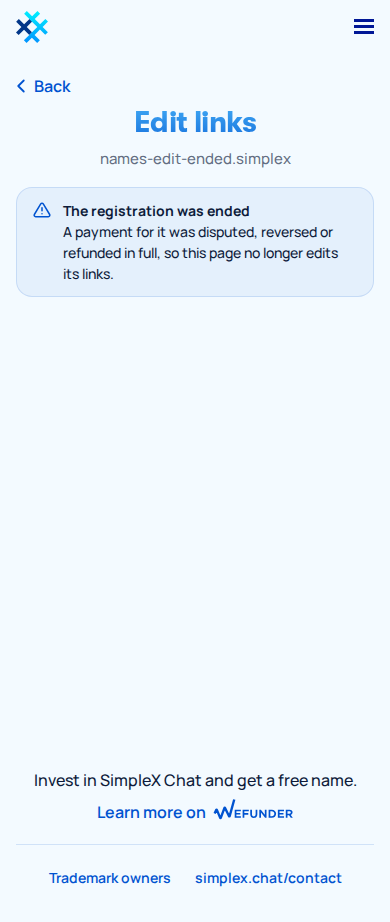 Back
Edit links
names-edit-ended.simplex
The registration was ended
A payment for it was disputed, reversed or
refunded in full, so this page no longer edits
its links.
Invest in SimpleX Chat and get a free name.
Learn more on WEFUNDER
Trademark owners simplex.chat/contact